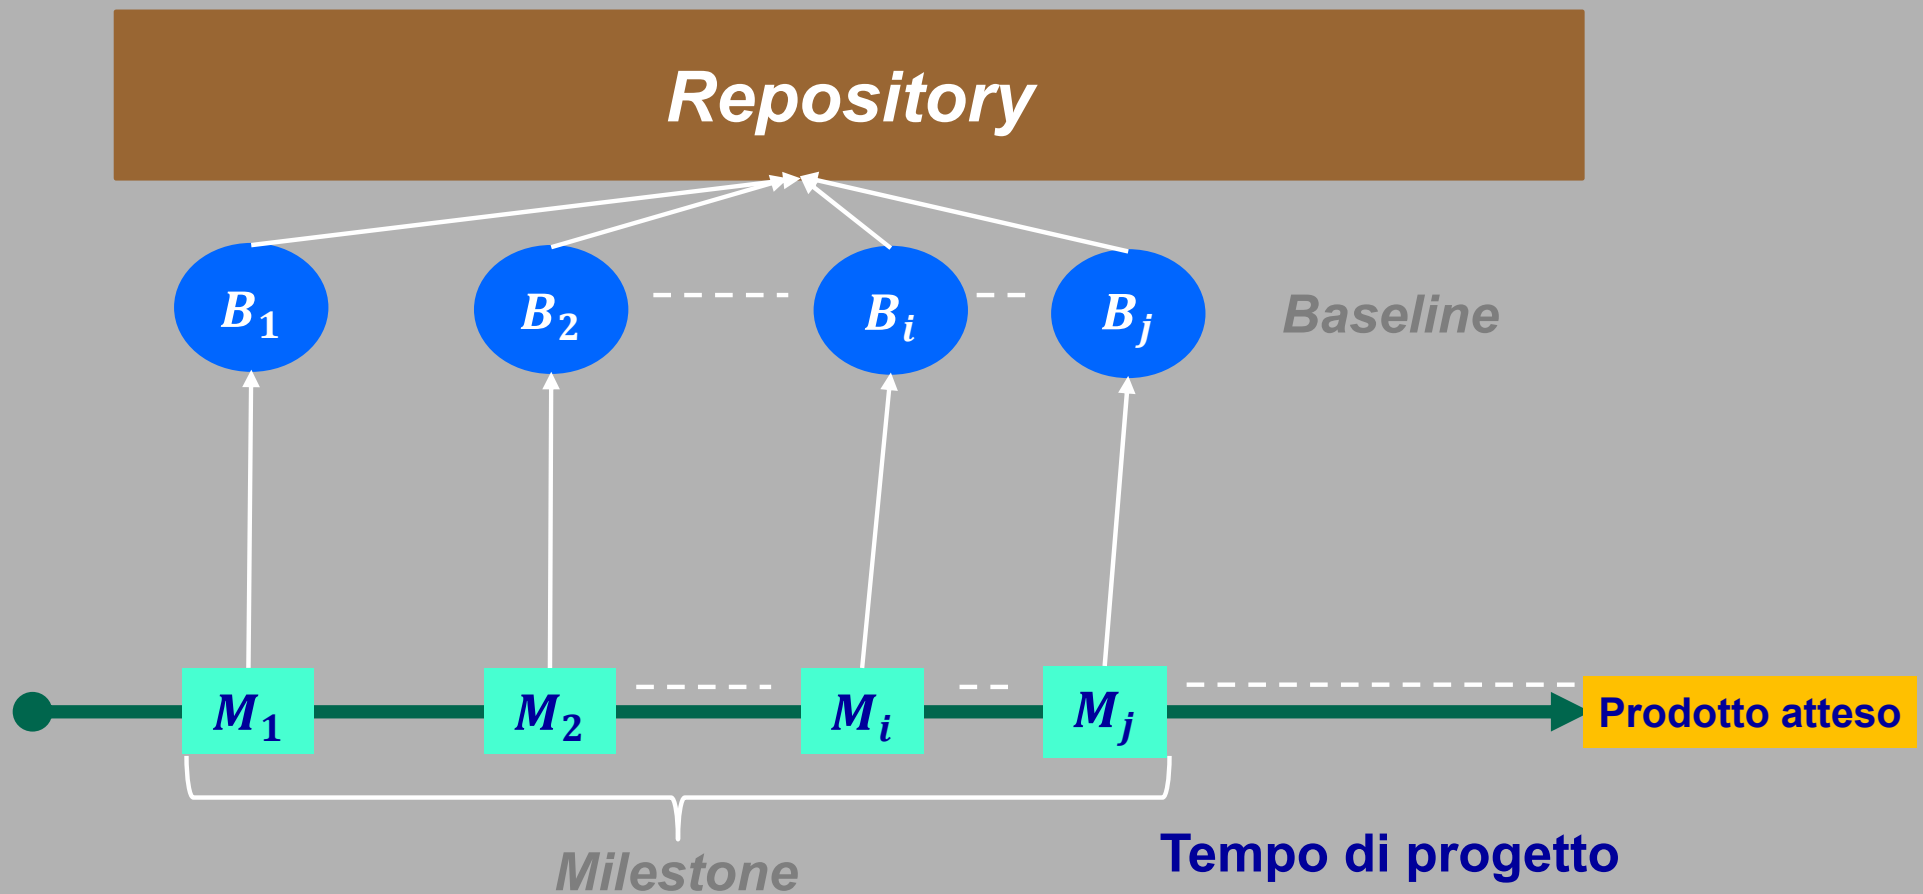 Repository
B₁ B₂ Bᵢ Bⱼ Baseline
M₁ M₂ Mᵢ Mⱼ Prodotto atteso
Tempo di progetto
Milestone